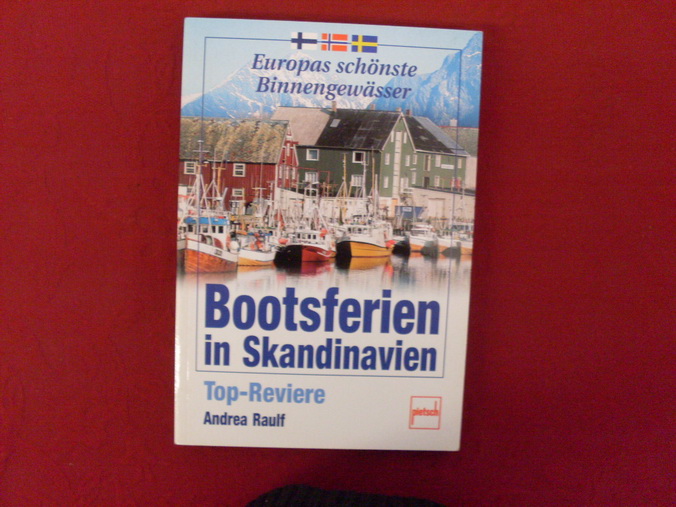 Europas schönste
Binnengewässer
Bootsferien
in Skandinavien
Top-Reviere
Andrea Raulf
pietsch